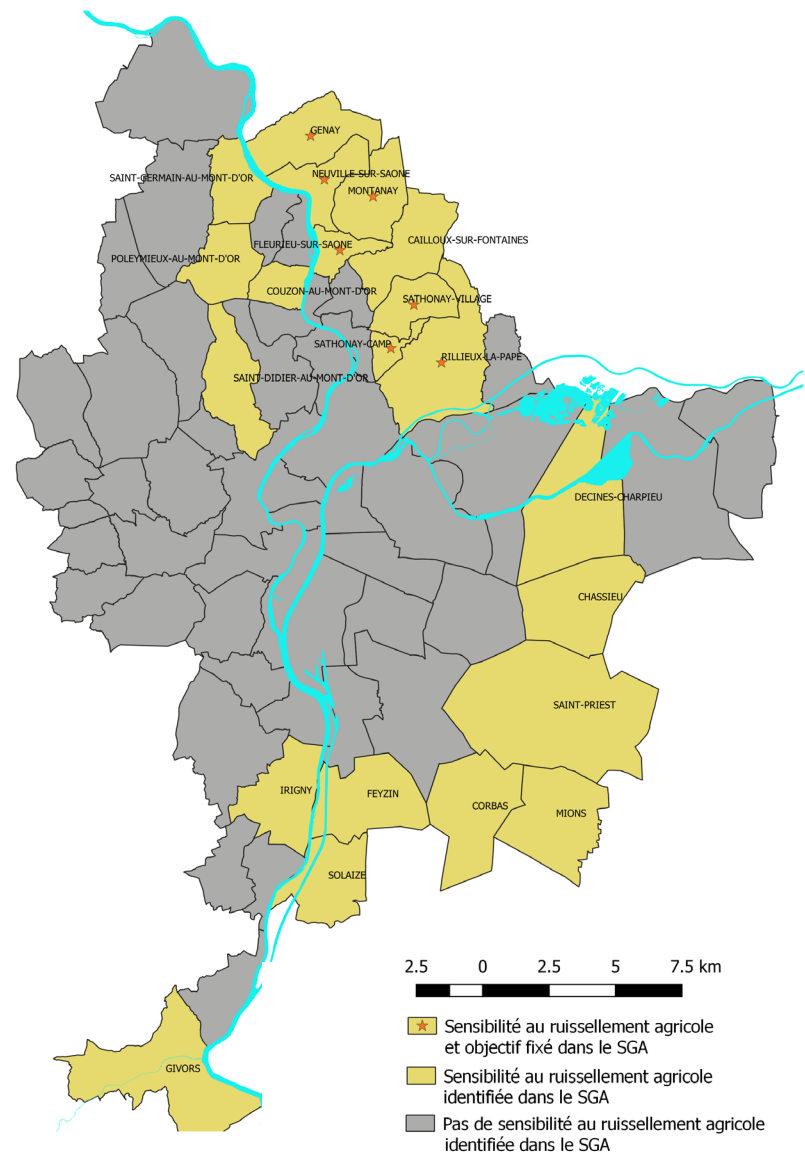 GENAY
NEUVILLE-SUR-SAONE
SAINT-GERMAIN-AU-MONT-D'OR
MONTANAY
CAILLOUX-SUR-FONTAINES
FLEURIEU-SUR-SAONE
POLEYMIEUX-AU-MONT-D'OR
COUZON-AU-MONT-D'OR
SATHONAY-VILLAGE
SATHONAY-CAMP
RILLIEUX-LA-PAPE
SAINT-DIDIER-AU-MONT-D'OR
DECINES-CHARPIEU
CHASSIEU
SAINT-PRIEST
IRIGNY
FEYZIN
CORBAS
MIONS
SOLAIZE
GIVORS
2.5 0 2.5 5 7.5 km
Sensibilité au ruissellement agricole
et objectif fixé dans le SGA
Sensibilité au ruissellement agricole
identifiée dans le SGA
Pas de sensibilité au ruissellement agricole
identifiée dans le SGA